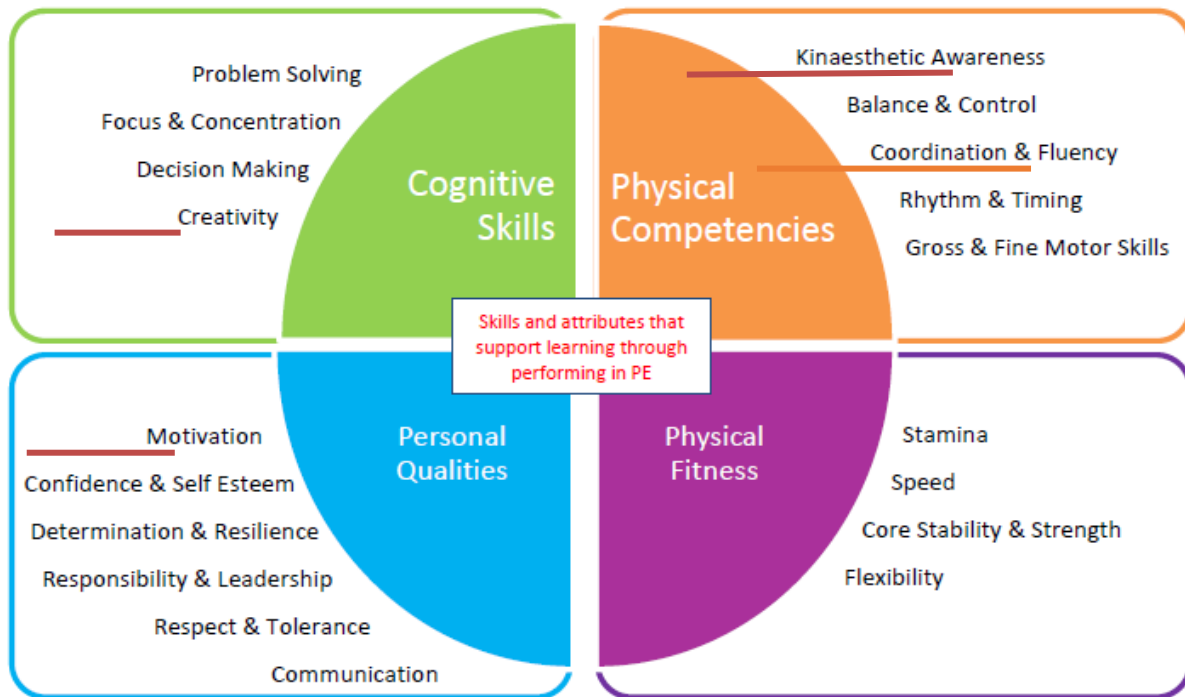 Problem Solving
Focus & Concentration
Decision Making
Creativity
Cognitive
Skills
Kinaesthetic Awareness
Balance & Control
Coordination & Fluency
Rhythm & Timing
Gross & Fine Motor Skills
Physical
Competencies
Skills and attributes that
support learning through
performing in PE
Motivation
Confidence & Self Esteem
Determination & Resilience
Responsibility & Leadership
Respect & Tolerance
Communication
Personal
Qualities
Physical
Fitness
Stamina
Speed
Core Stability & Strength
Flexibility